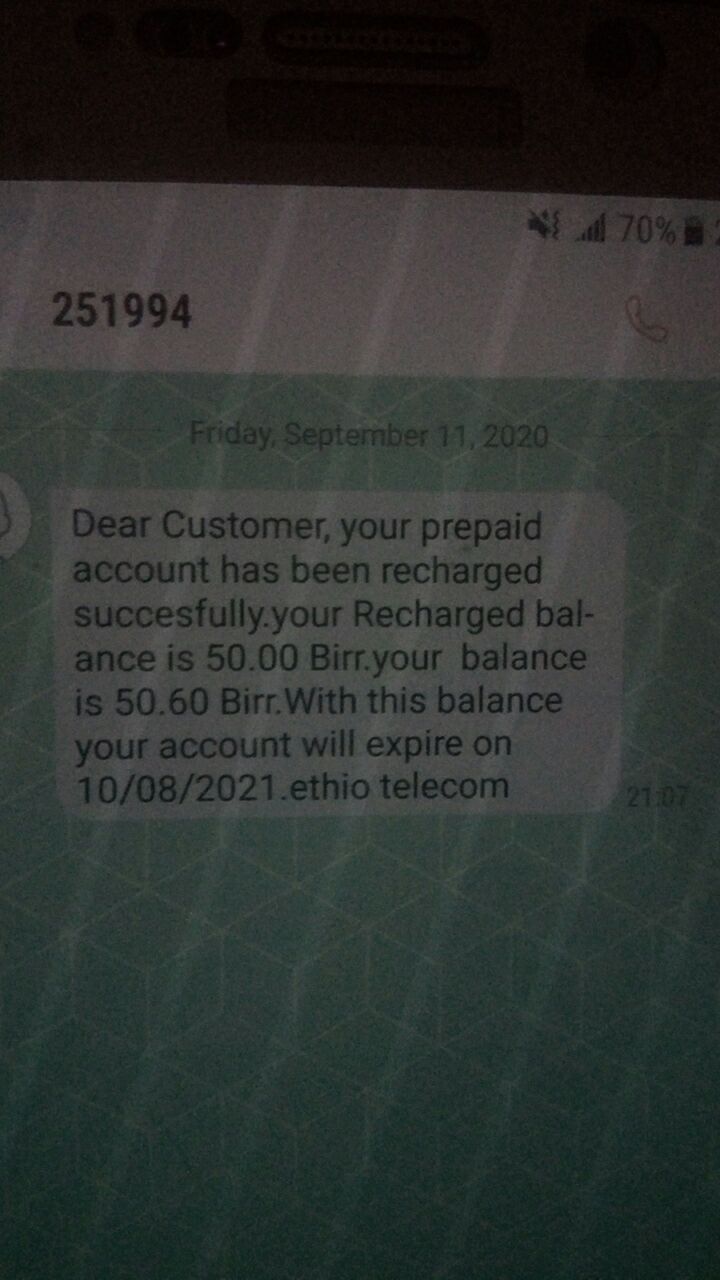 70%
251994
Friday, September 11, 2020
Dear Customer, your prepaid
account has been recharged
succesfully.your Recharged bal-
ance is 50.00 Birr.your  balance
is 50.60 Birr.With this balance
your account will expire on
10/08/2021.ethio telecom
21:07